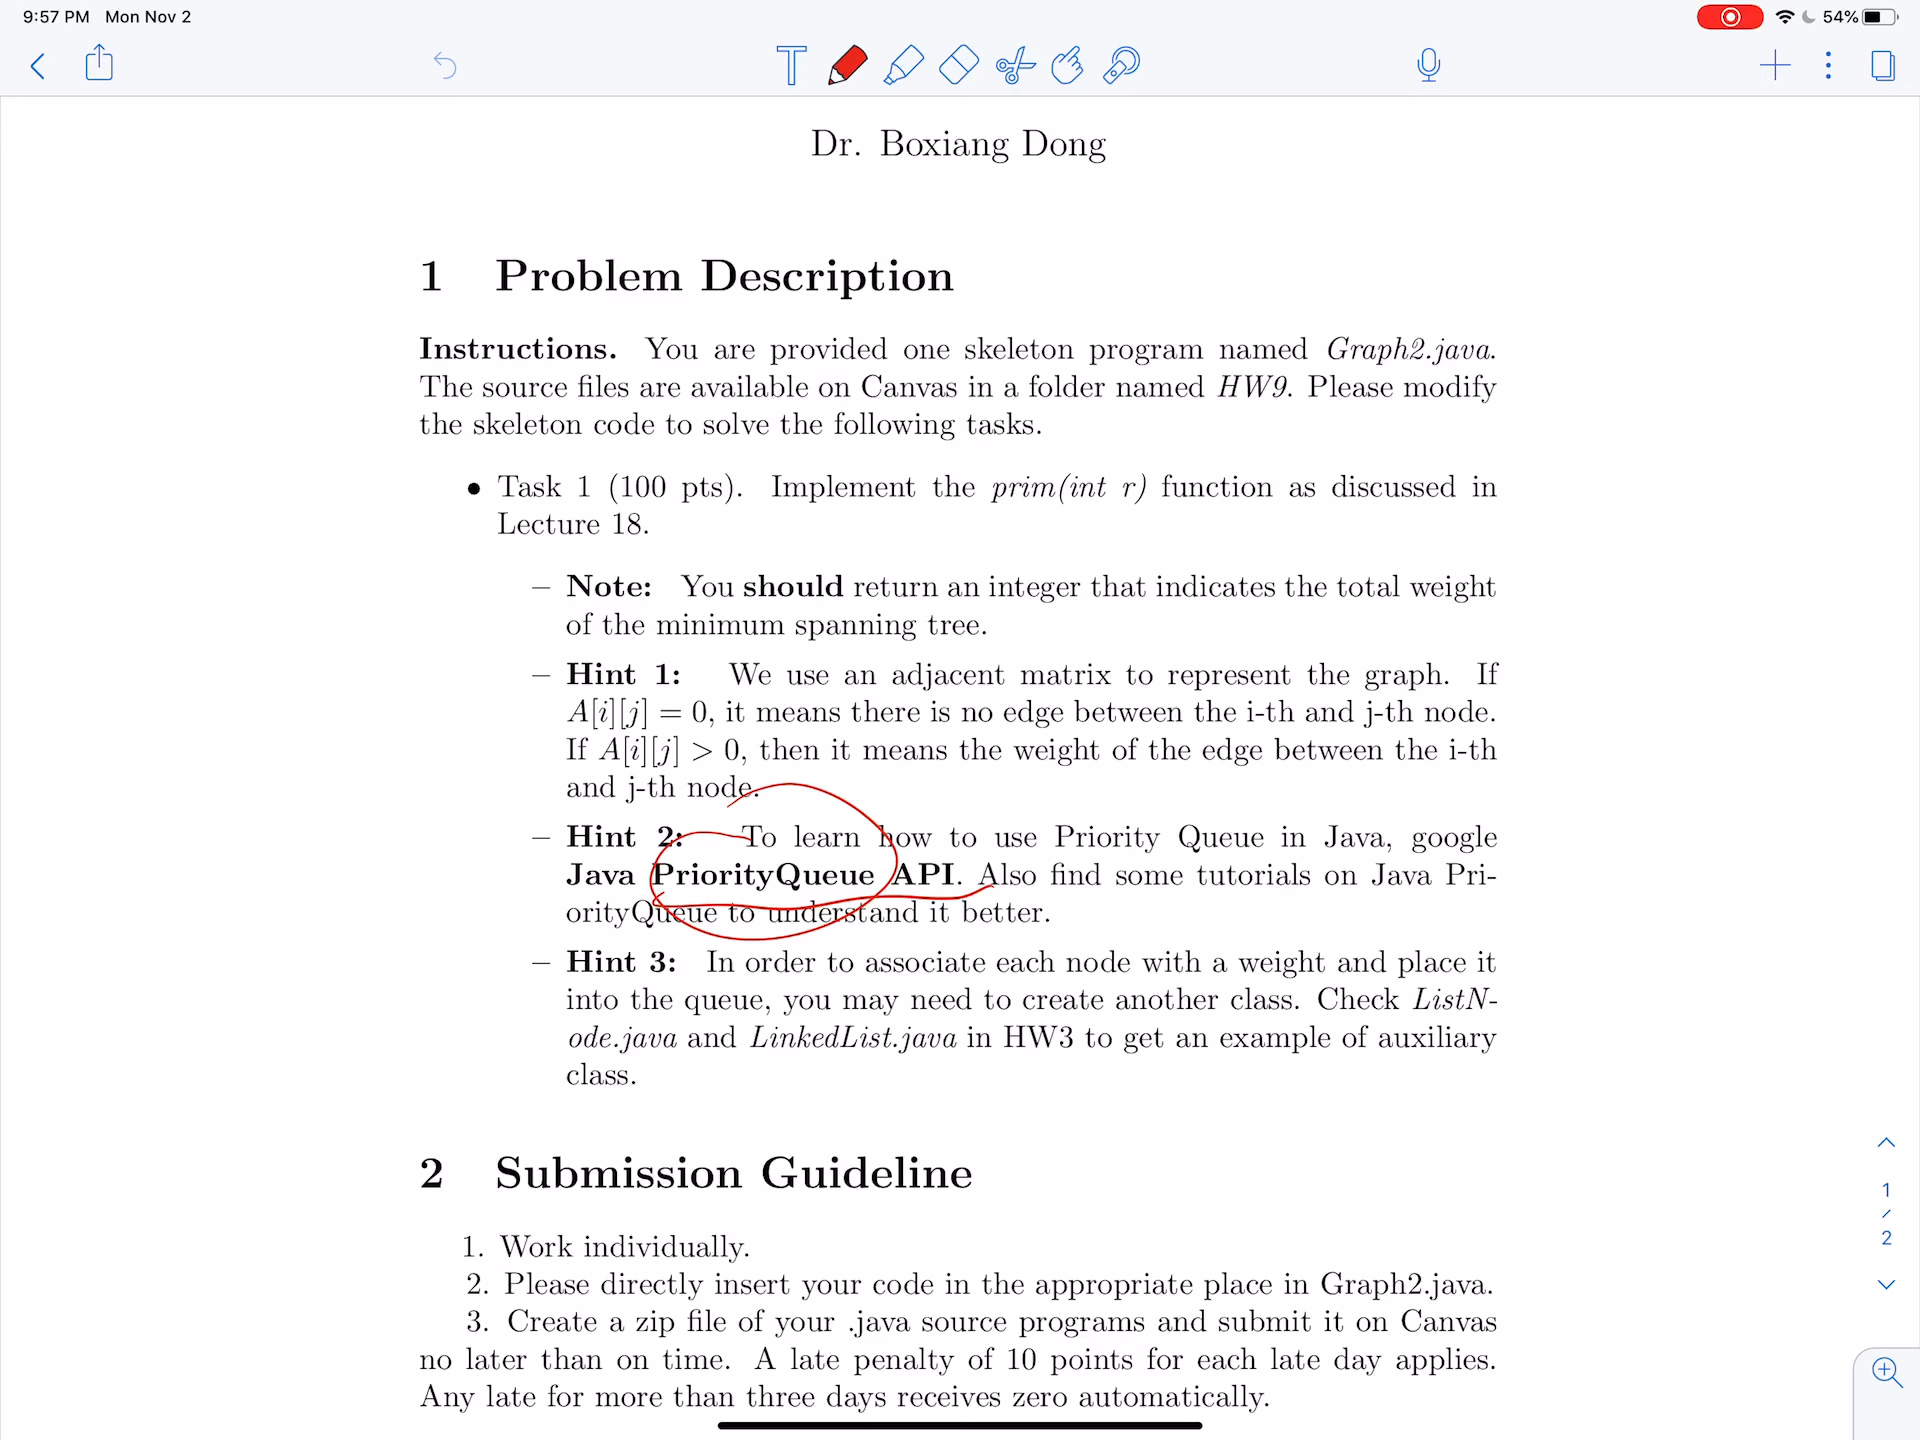 9:57 PM Mon Nov 2
54%
Dr. Boxiang Dong
1 Problem Description
Instructions. You are provided one skeleton program named Graph2.java.
The source files are available on Canvas in a folder named HW9. Please modify
the skeleton code to solve the following tasks.
• Task 1 (100 pts). Implement the prim(int r) function as discussed in
Lecture 18.
– Note: You should return an integer that indicates the total weight
of the minimum spanning tree.
– Hint 1: We use an adjacent matrix to represent the graph. If
A[i][j] = 0, it means there is no edge between the i-th and j-th node.
If A[i][j] > 0, then it means the weight of the edge between the i-th
and j-th node.
– Hint 2: To learn how to use Priority Queue in Java, google
Java PriorityQueue API. Also find some tutorials on Java Pri-
orityQueue to understand it better.
– Hint 3: In order to associate each node with a weight and place it
into the queue, you may need to create another class. Check ListN-
ode.java and LinkedList.java in HW3 to get an example of auxiliary
class.
2 Submission Guideline
1. Work individually.
2. Please directly insert your code in the appropriate place in Graph2.java.
3. Create a zip file of your .java source programs and submit it on Canvas
no later than on time. A late penalty of 10 points for each late day applies.
Any late for more than three days receives zero automatically.
1
/
2